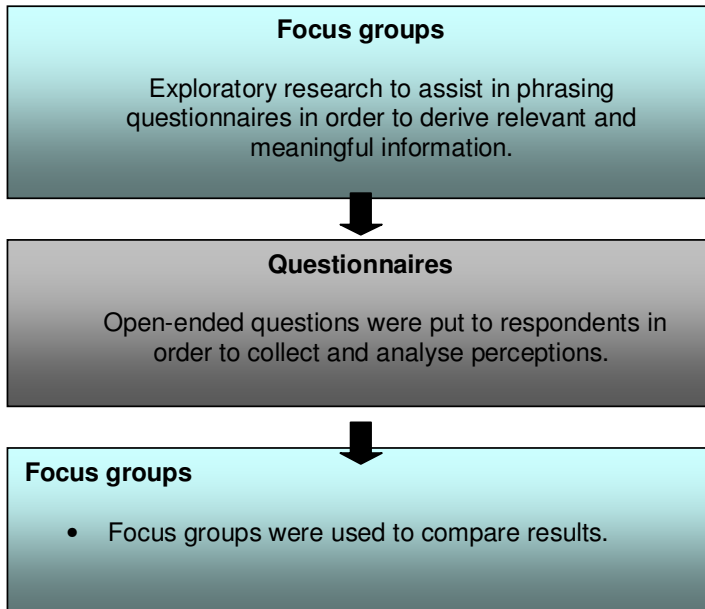 Focus groups
Exploratory research to assist in phrasing
questionnaires in order to derive relevant and
meaningful information.
Questionnaires
Open-ended questions were put to respondents in
order to collect and analyse perceptions.
Focus groups
• Focus groups were used to compare results.